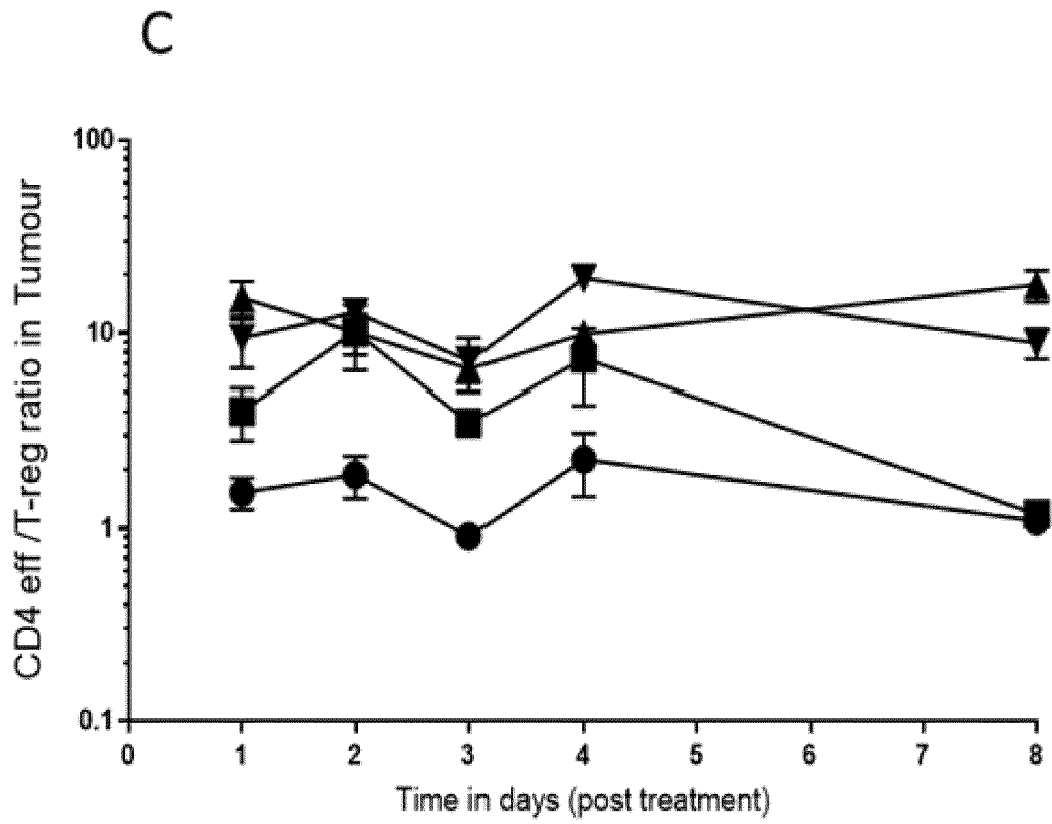 C
100
10
1
0.1
CD4 eff /T-reg ratio in Tumour
0 1 2 3 4 5 6 7 8
Time in days (post treatment)